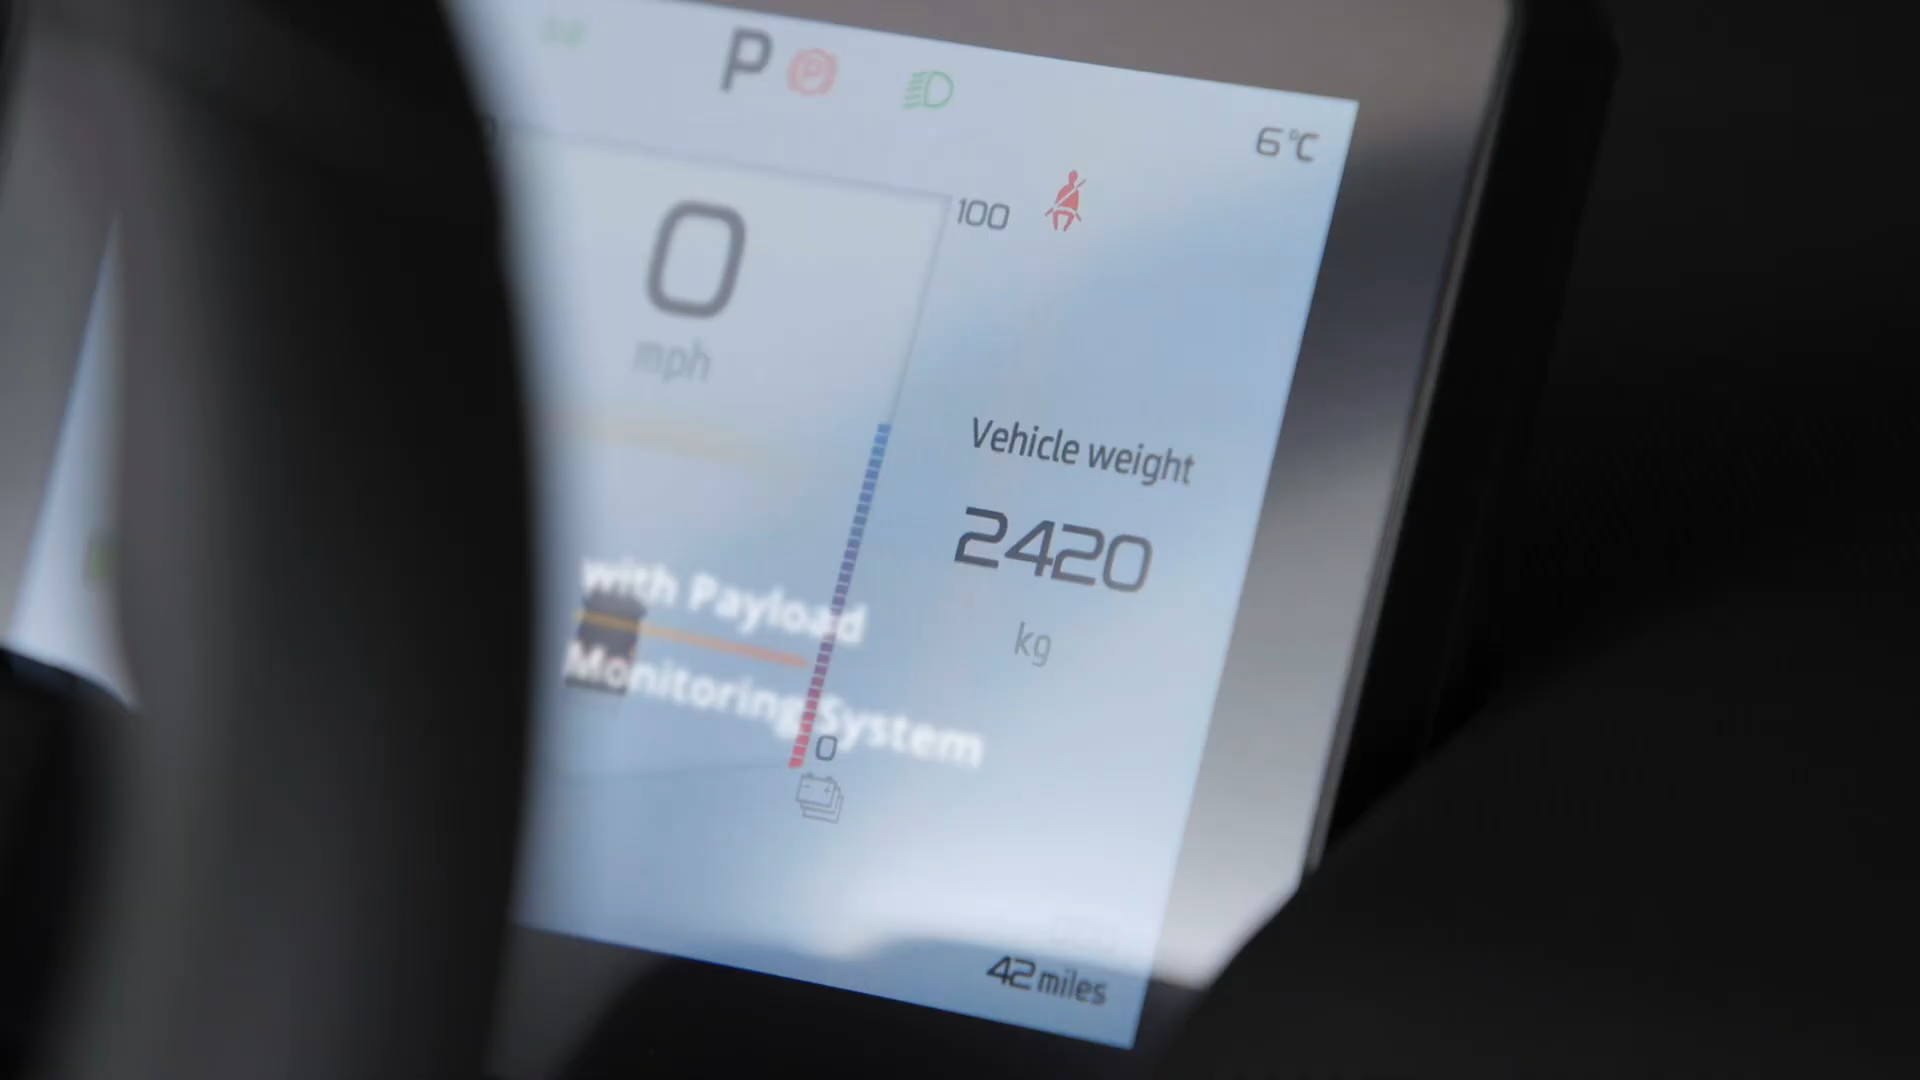 P
6°C
100
0
mph
Vehicle weight
2420
kg
with Payload
Monitoring System
0
42 miles